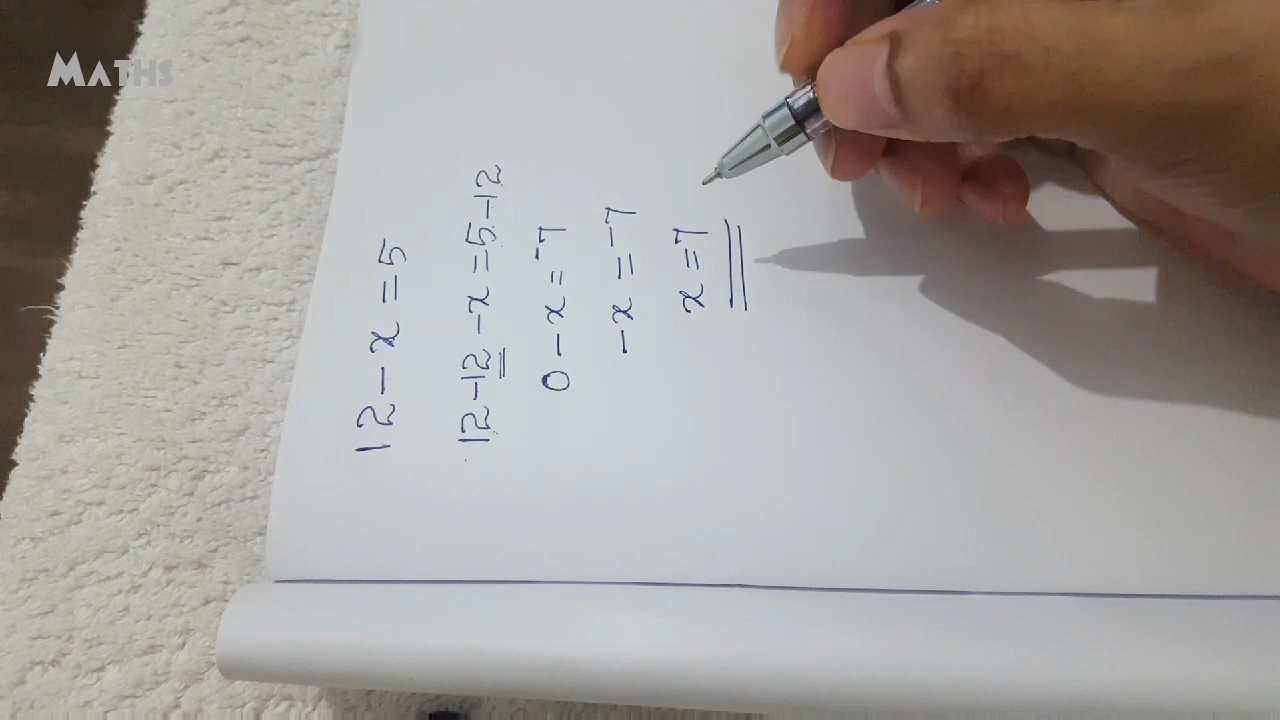 MATHS
12 - x = 5
12 - 12 - x = 5 - 12
0 - x = -7
-x = -7
x = 7